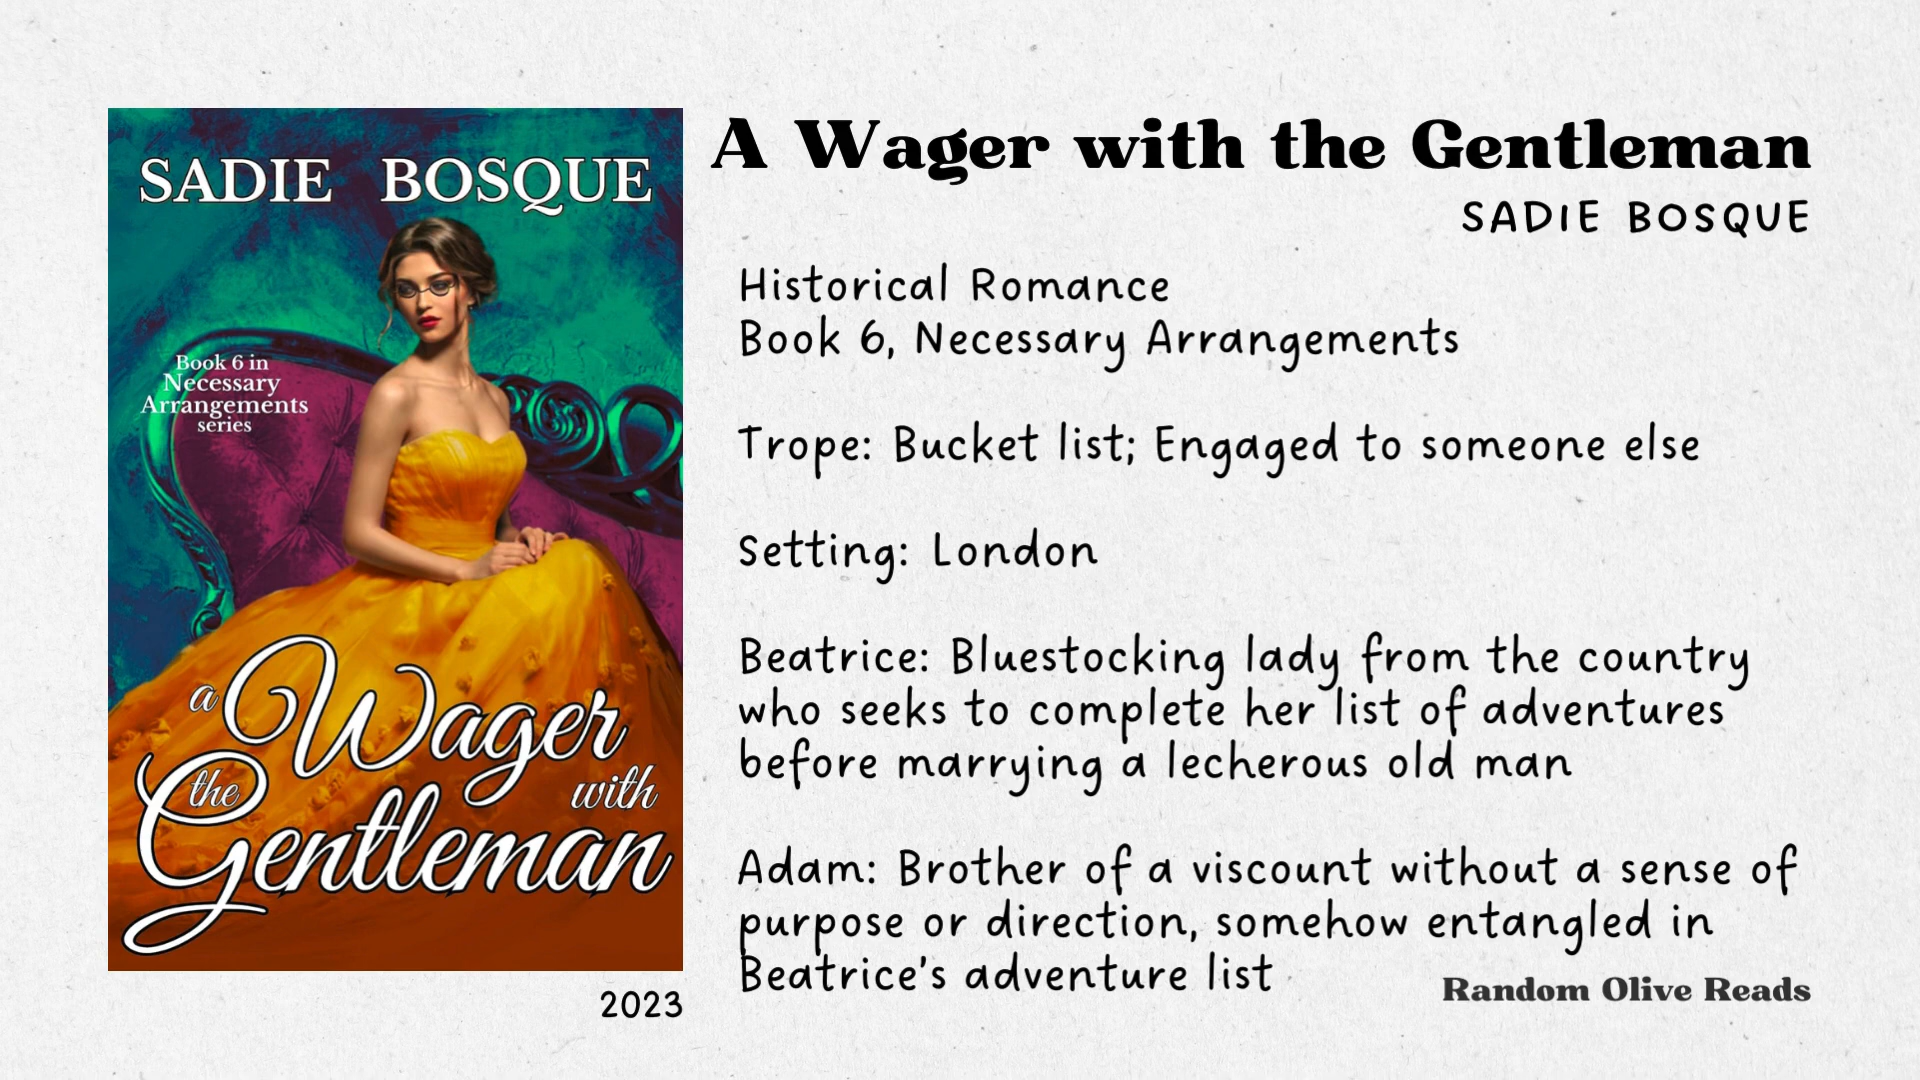 SADIE BOSQUE
Book 6 in
Necessary
Arrangements
series
a Wager
with
the
Gentleman
2023
A Wager with the Gentleman
SADIE BOSQUE
Historical Romance
Book 6, Necessary Arrangements
Trope: Bucket list; Engaged to someone else
Setting: London
Beatrice: Bluestocking lady from the country
who seeks to complete her list of adventures
before marrying a lecherous old man
Adam: Brother of a viscount without a sense of
purpose or direction, somehow entangled in
Beatrice's adventure list
Random Olive Reads